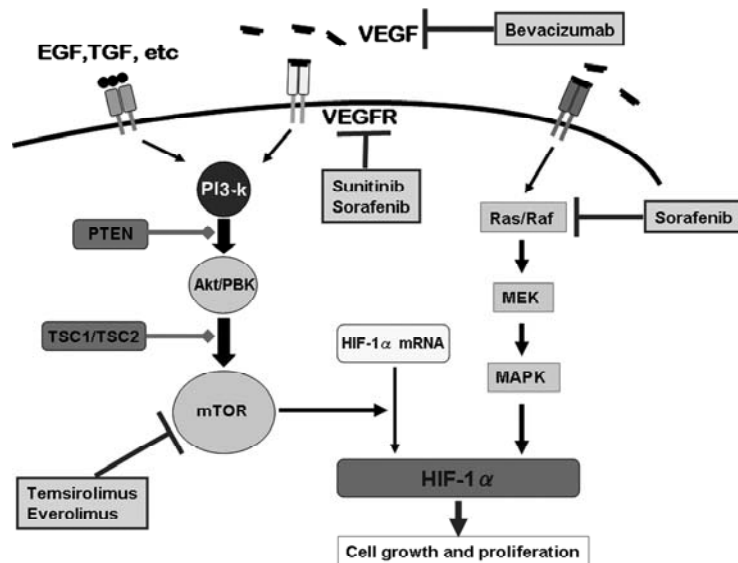 VEGF
Bevacizumab
EGF,TGF, etc
VEGFR
PI3-k
Sunitinib
Sorafenib
Ras/Raf
Sorafenib
PTEN
Akt/PBK
MEK
TSC1/TSC2
HIF-1α mRNA
MAPK
mTOR
HIF-1α
Temsirolimus
Everolimus
Cell growth and proliferation